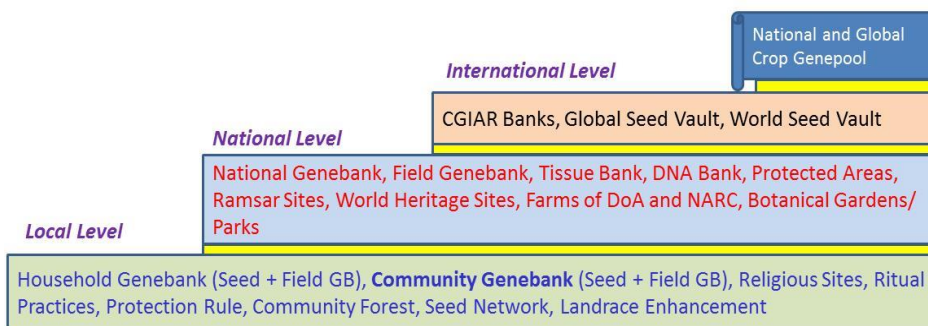 National and Global
Crop Genepool
International Level
CGIAR Banks, Global Seed Vault, World Seed Vault
National Level
National Genebank, Field Genebank, Tissue Bank, DNA Bank, Protected Areas,
Ramsar Sites, World Heritage Sites, Farms of DoA and NARC, Botanical Gardens/
Parks
Local Level
Household Genebank (Seed + Field GB), Community Genebank (Seed + Field GB), Religious Sites, Ritual
Practices, Protection Rule, Community Forest, Seed Network, Landrace Enhancement